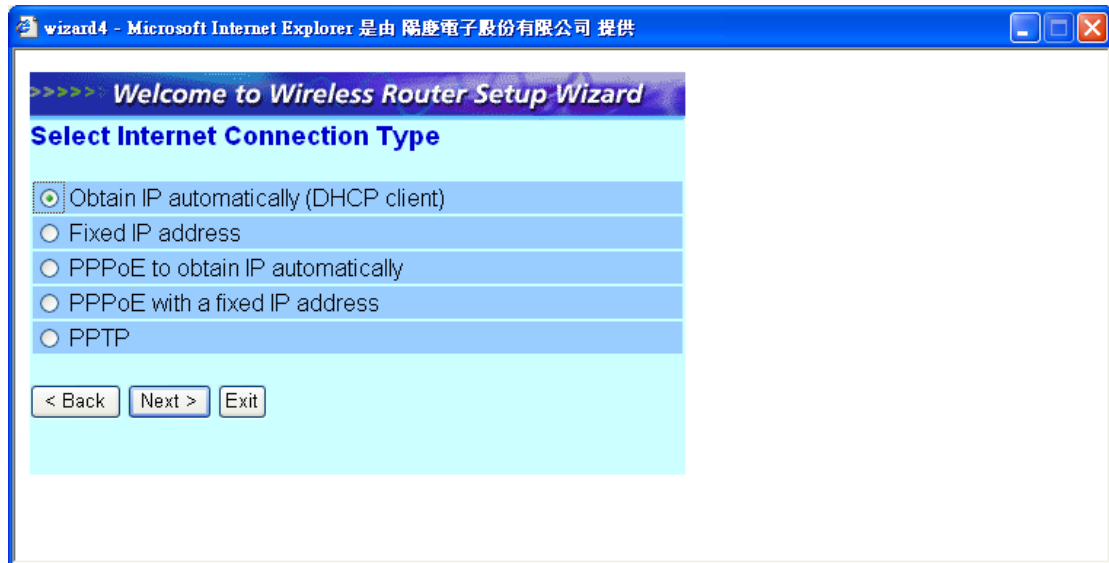 wizard4 - Microsoft Internet Explorer 是由 陽慶電子股份有限公司 提供
>>>>> Welcome to Wireless Router Setup Wizard
Select Internet Connection Type
Obtain IP automatically (DHCP client)
Fixed IP address
PPPoE to obtain IP automatically
PPPoE with a fixed IP address
PPTP
< Back Next > Exit